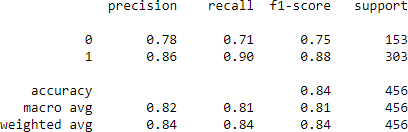 precision recall f1-score support
0 0.78 0.71 0.75 153
1 0.86 0.90 0.88 303
accuracy 0.84 456
macro avg 0.82 0.81 0.81 456
weighted avg 0.84 0.84 0.84 456